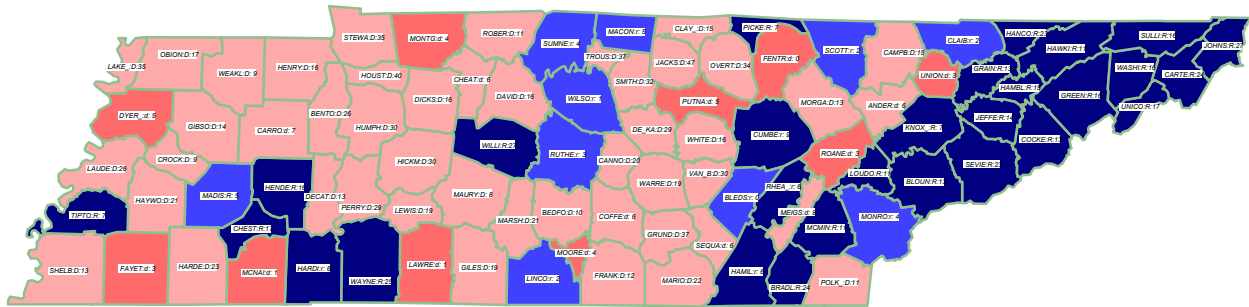 STEWA:D:35
MONTG:d: 4
ROBER:D:11
SUMNE:r: 4
MACON:r: 5
CLAY_:D:15
PICKE:R: 7
SCOTT:r: 2
CAMPB:D:15
CLAIB:r: 2
HANCO:R:23
HAWKI:R:11
SULLI:R:16
JOHNS:R:27
LAKE_:D:35
OBION:D:17
WEAKL:D: 9
HENRY:D:16
HOUST:D:40
CHEAT:d: 6
TROUS:D:37
JACKS:D:47
OVERT:D:34
FENTR:d: 0
UNION:d: 3
GRAIN:R:13
HAMBL:R:15
GREEN:R:16
WASHI:R:16
CARTE:R:24
UNICO:R:17
DYER_:d: 5
GIBSO:D:14
CARRO:d: 7
BENTO:D:26
HUMPH:D:30
DICKS:D:16
DAVID:D:16
WILSO:r: 1
SMITH:D:32
PUTNA:d: 5
MORGA:D:13
ANDER:d: 6
KNOX_:R: 7
JEFFE:R:14
COCKE:R:13
LAUDE:D:26
CROCK:D: 9
HICKM:D:30
WILLI:R:27
RUTHE:r: 3
CANNO:D:20
DE_KA:D:29
WHITE:D:16
CUMBE:r: 9
ROANE:d: 3
LOUDO:R:11
BLOUN:R:13
SEVIE:R:23
TIPTO:R: 7
HAYWO:D:21
MADIS:R: 5
HENDE:R:16
DECAT:D:13
PERRY:D:29
LEWIS:D:19
MAURY:D: 8
MARSH:D:21
BEDFO:D:10
COFFE:d: 6
WARRE:D:19
VAN_B:D:30
BLEDS:r: 0
RHEA_:r: 6
MEIGS:d: 8
MCMIN:R:11
MONRO:r: 4
CHEST:R:17
GRUND:D:37
SEQUA:d: 6
SHELB:D:13
FAYET:d: 3
HARDE:D:23
MCNAI:d: 1
HARDI:r: 6
WAYNE:R:25
LAWRE:d: 1
GILES:D:19
LINCO:r: 2
MOORE:d: 4
FRANK:D:12
MARIO:D:22
HAMIL:r: 6
BRADL:R:24
POLK_:D:11